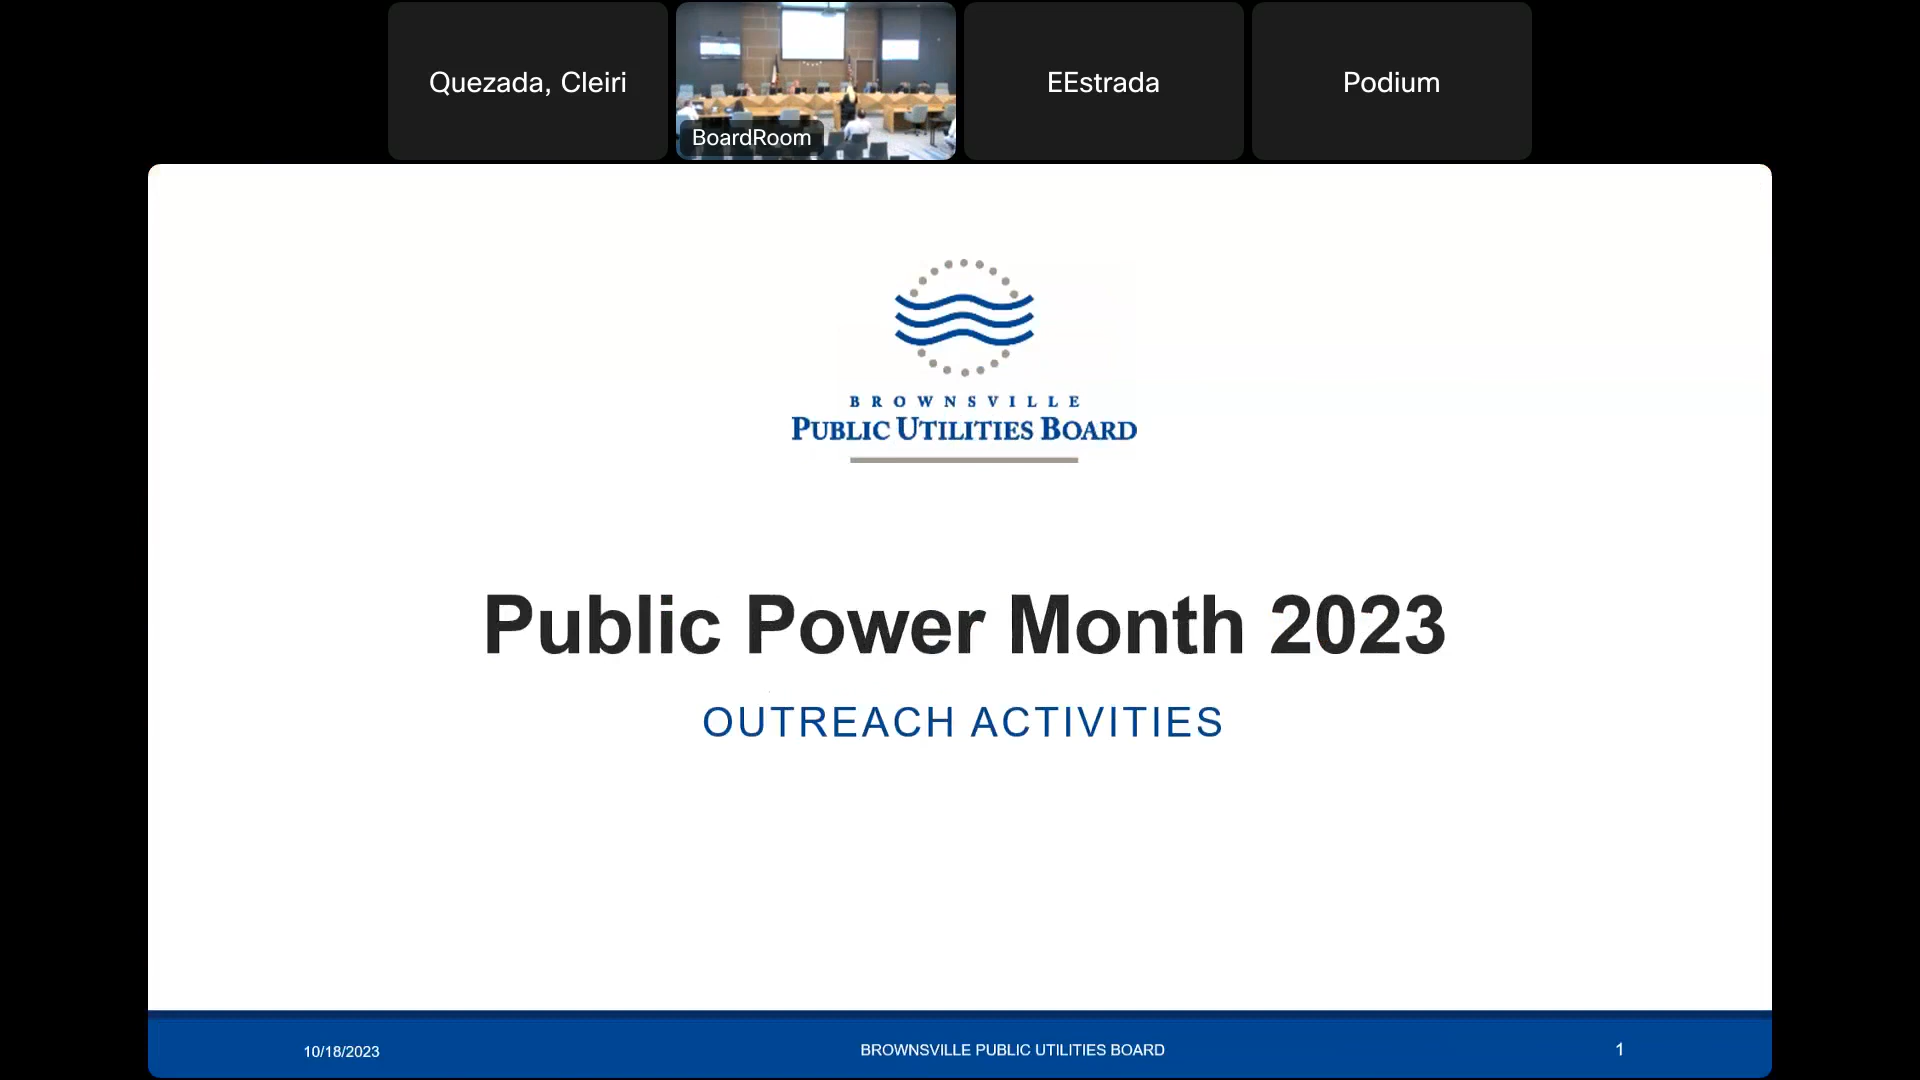 Quezada, Cleiri
BoardRoom
EEstrada
Podium
BROWNSVILLE
PUBLIC UTILITIES BOARD
Public Power Month 2023
OUTREACH ACTIVITIES
10/18/2023
BROWNSVILLE PUBLIC UTILITIES BOARD
1